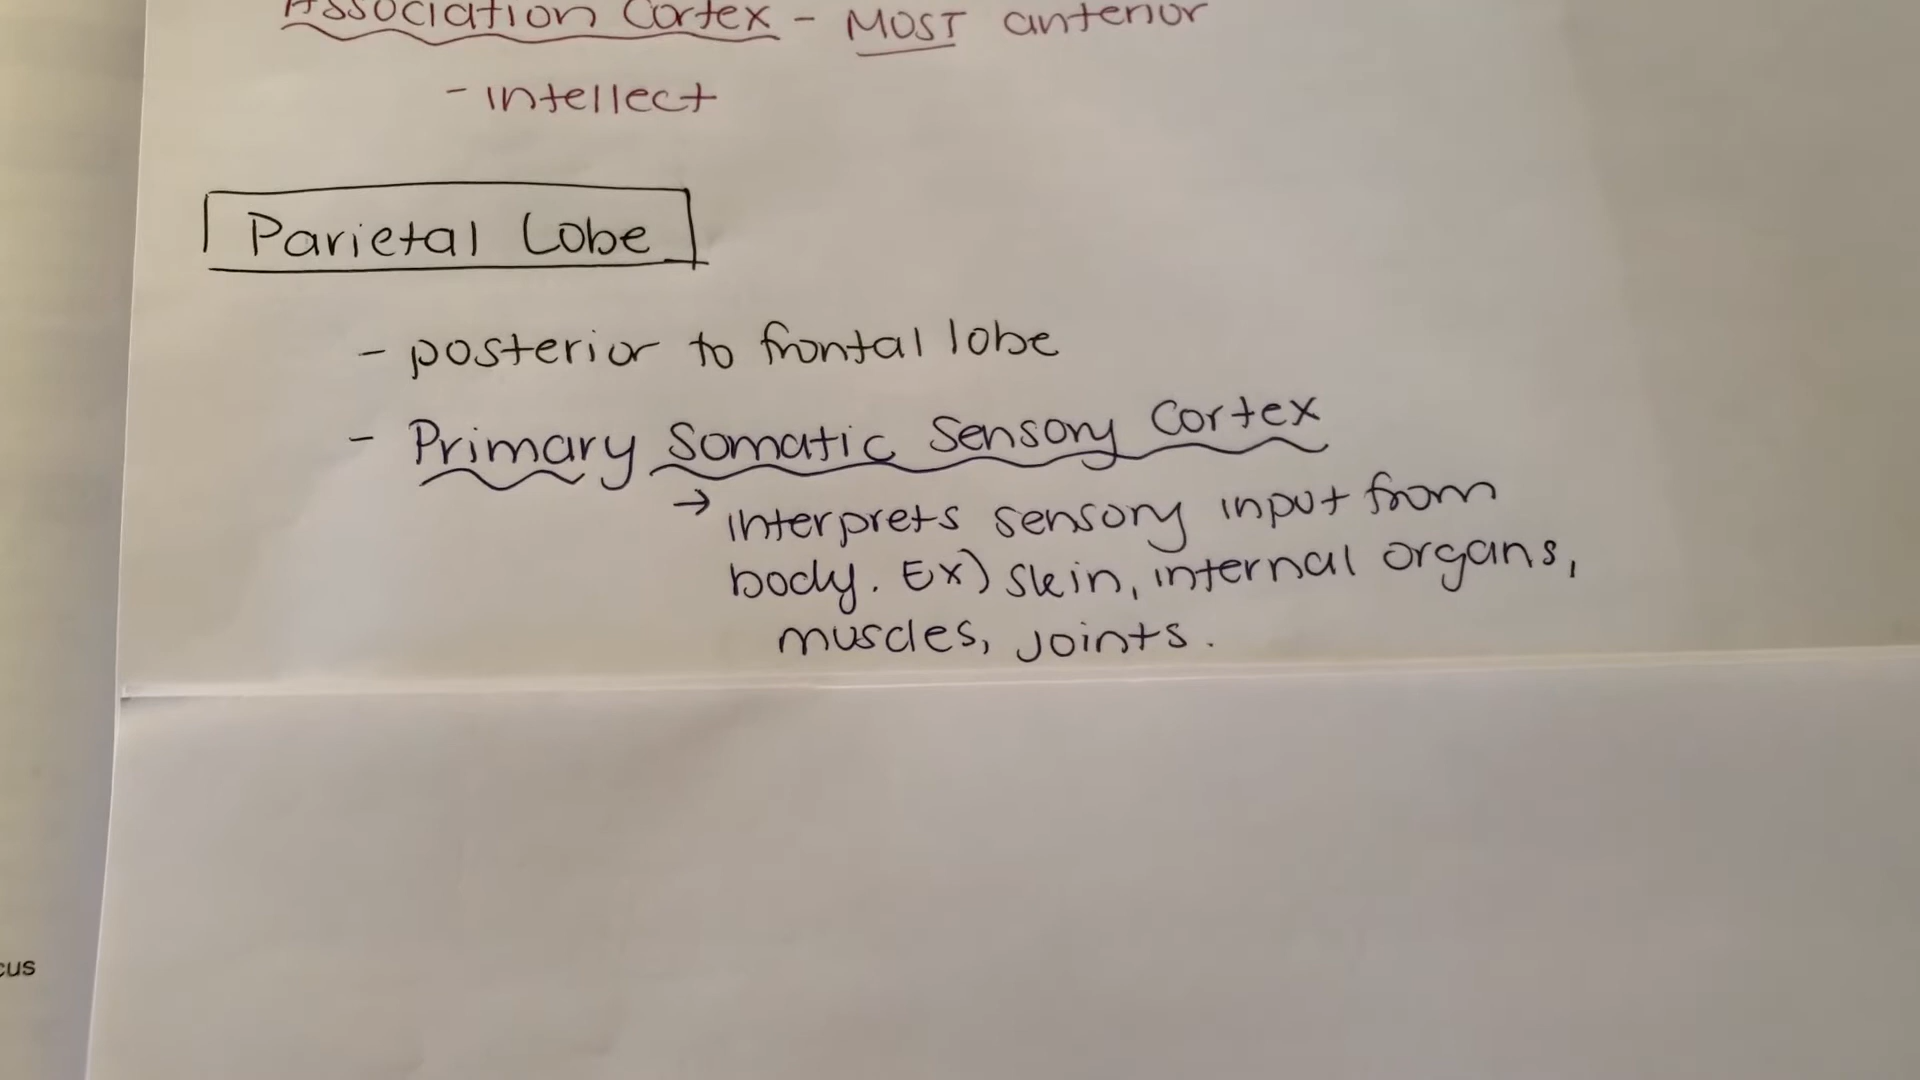 Association Cortex - MOST anterior
- intellect
Parietal Lobe
- posterior to frontal lobe
- Primary Somatic Sensory Cortex
→ interprets sensory input from
body. Ex) skin, internal organs,
muscles, joints.
cus